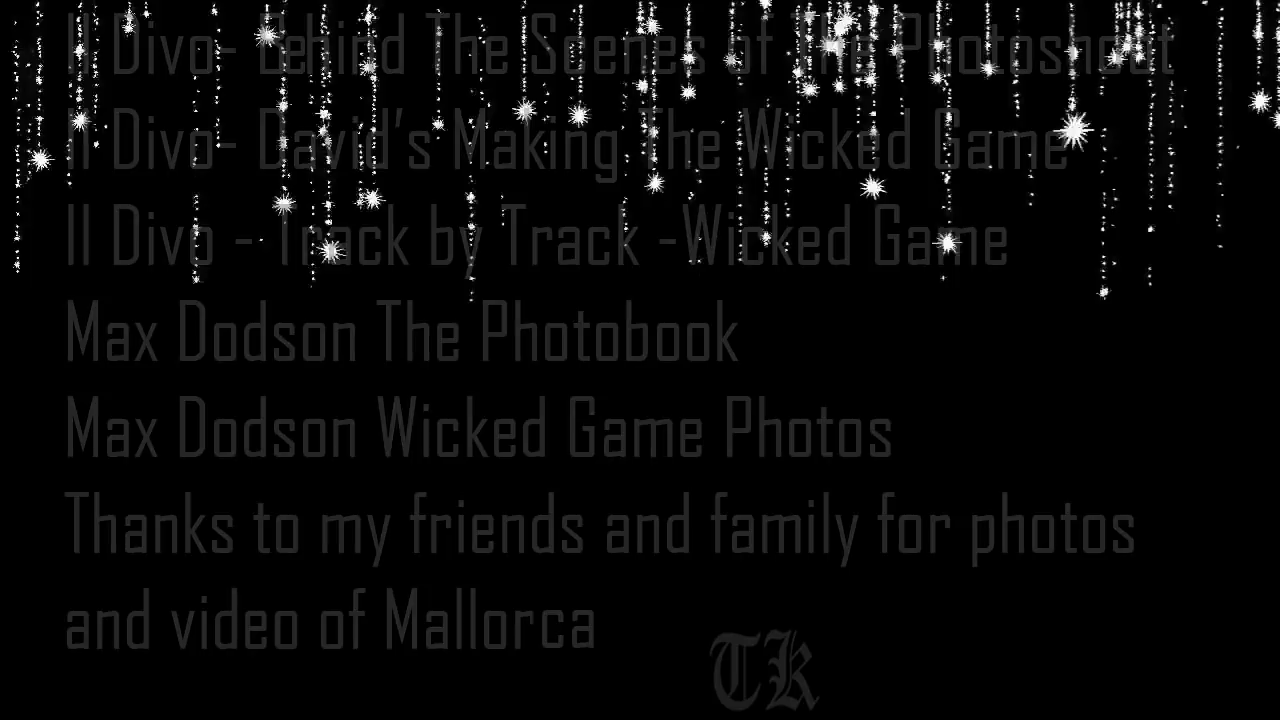 Il Divo- Behind The Scenes of The Photoshoot
Il Divo- David's Making The Wicked Game
Il Divo - Track by Track -Wicked Game
Max Dodson The Photobook
Max Dodson Wicked Game Photos
Thanks to my friends and family for photos
and video of Mallorca
TK